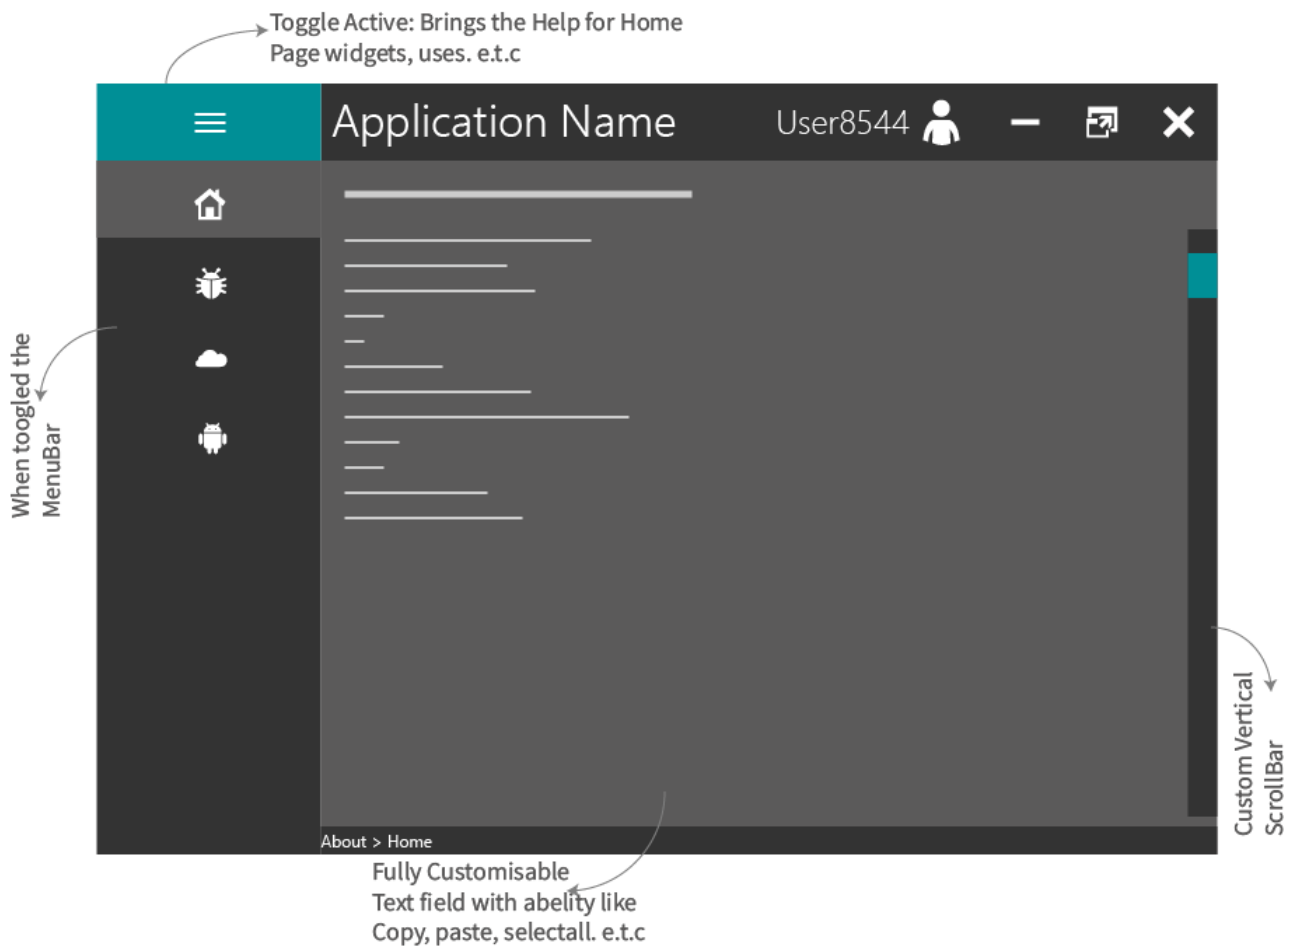 Toggle Active: Brings the Help for Home
Page widgets, uses. e.t.c
Application Name
User8544
When toogled the
MenuBar
Custom Vertical
ScrollBar
About > Home
Fully Customisable
Text field with abelity like
Copy, paste, selectall. e.t.c